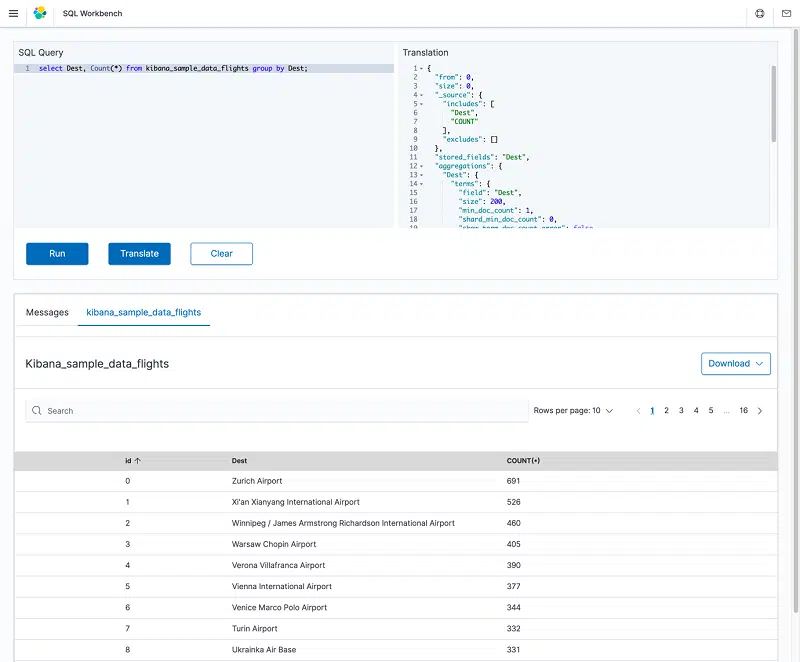 SQL Workbench
SQL Query
1 select Dest, Count(*) from kibana_sample_data_flights group by Dest;
Translation
1 {
2 "from": 0,
3 "size": 0,
4 "_source": {
5 "includes": [
6 "Dest",
7 "COUNT"
8 ],
9 "excludes": []
10 },
11 "stored_fields": "Dest",
12 "aggregations": {
13 "Dest": {
14 "terms": {
15 "field": "Dest",
16 "size": 200,
17 "min_doc_count": 1,
18 "shard_min_doc_count": 0,
19 "show_term_doc_count_error": false,
Run Translate Clear
Messages kibana_sample_data_flights
Kibana_sample_data_flights
Download
Search
Rows per page: 10
1 2 3 4 5 ... 16
id Dest COUNT(*)
0 Zurich Airport 691
1 Xi'an Xianyang International Airport 526
2 Winnipeg / James Armstrong Richardson International Airport 460
3 Warsaw Chopin Airport 405
4 Verona Villafranca Airport 390
5 Vienna International Airport 377
6 Venice Marco Polo Airport 344
7 Turin Airport 332
8 Ukrainka Air Base 331